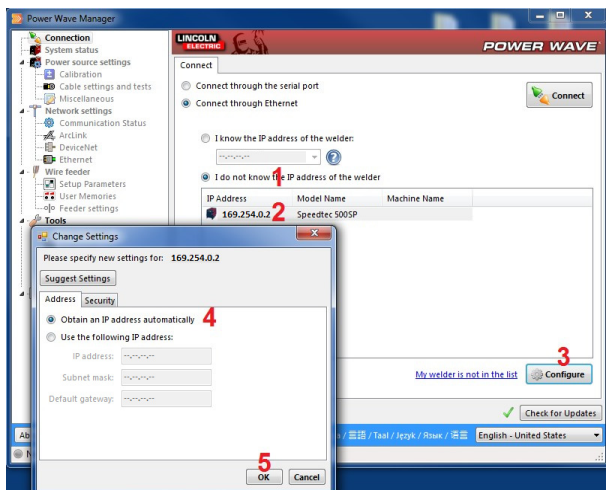 Power Wave Manager
Connection
System status
Power source settings
Calibration
Cable settings and tests
Miscellaneous
Network settings
Communication Status
ArcLink
DeviceNet
Ethernet
Wire feeder
Setup Parameters
User Memories
Feeder settings
Tools
LINCOLN
ELECTRIC
POWER WAVE
Connect
Connect through the serial port
Connect through Ethernet
Connect
I know the IP address of the welder:
--.--.--.--
?
I do not know the IP address of the welder
1
IP Address Model Name Machine Name
169.254.0.2 2 Speedtec 500SP
3
My welder is not in the list Configure
Check for Updates
/ 言語 / Taal / Język / Язык / 语言 English - United States
Change Settings
Please specify new settings for: 169.254.0.2
Suggest Settings
Address Security
Obtain an IP address automatically 4
Use the following IP address:
IP address: --.--.--.--
Subnet mask: --.--.--.--
Default gateway: --.--.--.--
5
OK Cancel